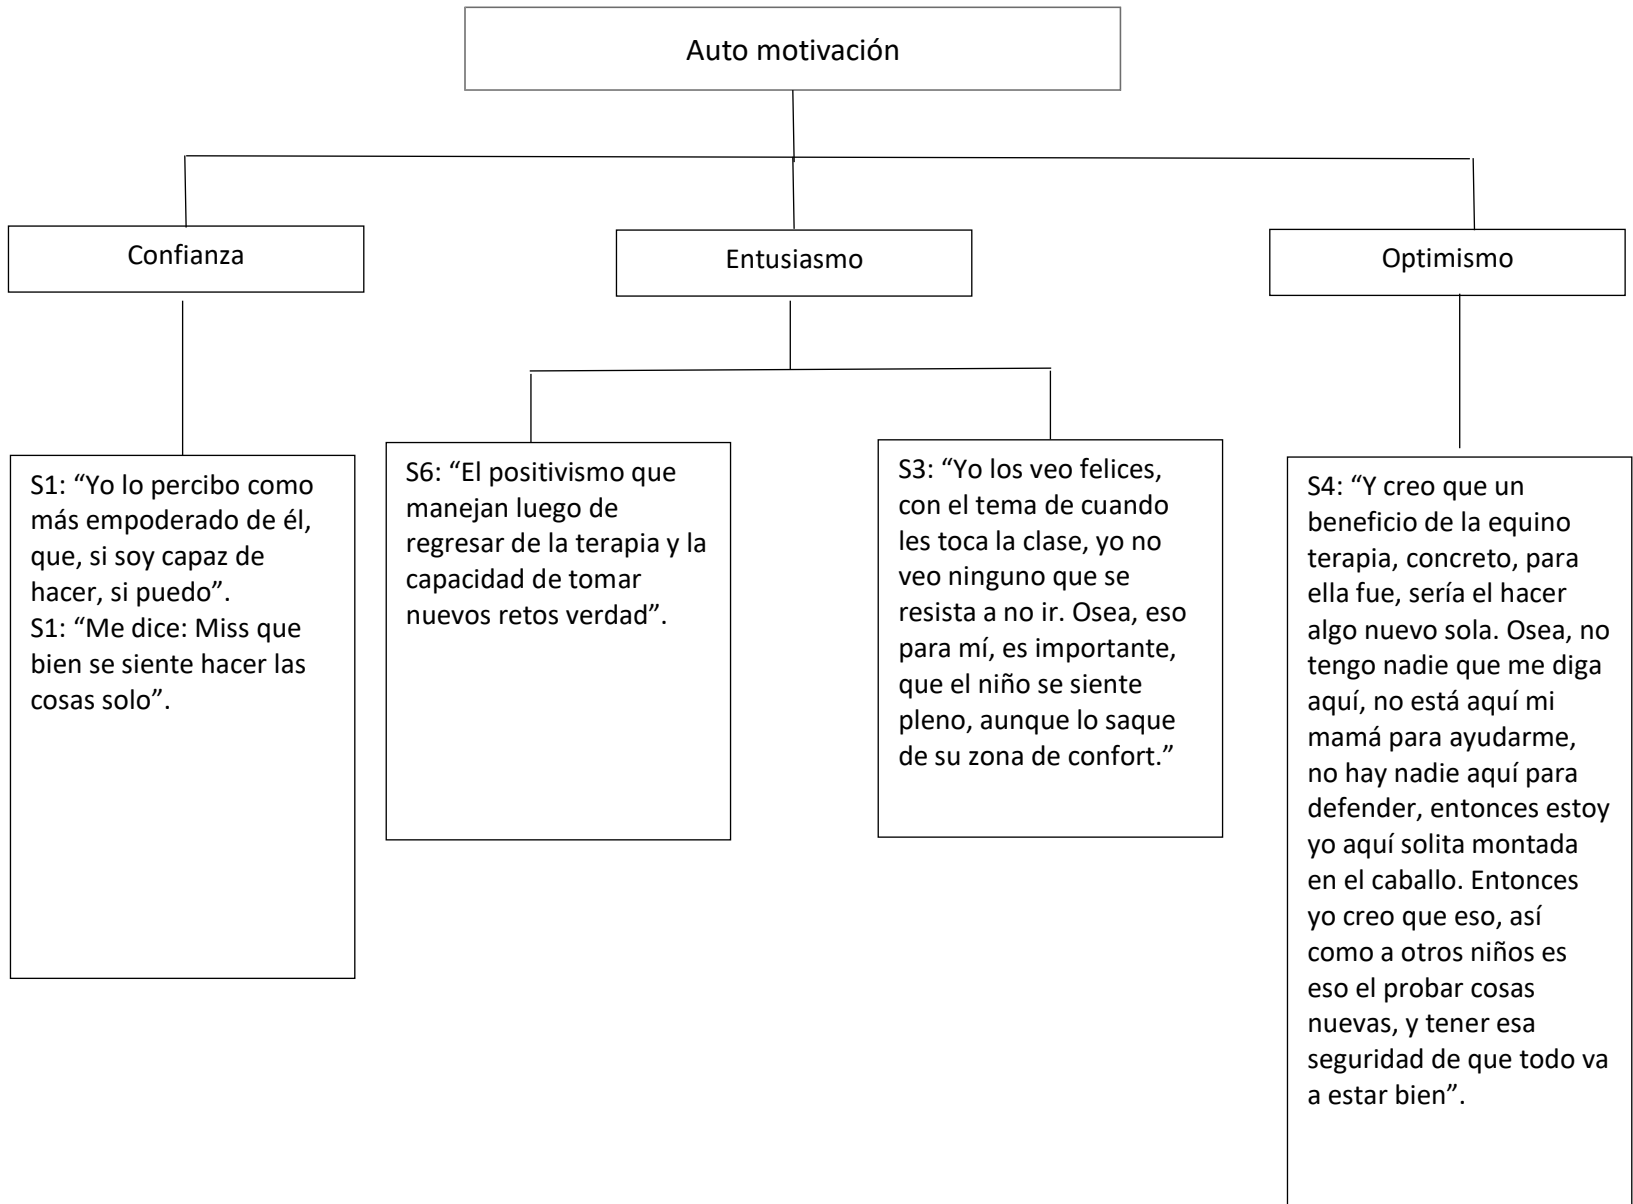 Auto motivación
Confianza
Entusiasmo
Optimismo
S1: “Yo lo percibo como
más empoderado de él,
que, si soy capaz de
hacer, si puedo”.
S1: “Me dice: Miss que
bien se siente hacer las
cosas solo”.
S6: “El positivismo que
manejan luego de
regresar de la terapia y la
capacidad de tomar
nuevos retos verdad”.
S3: “Yo los veo felices,
con el tema de cuando
les toca la clase, yo no
veo ninguno que se
resista a no ir. Osea, eso
para mí, es importante,
que el niño se siente
pleno, aunque lo saque
de su zona de confort.”
S4: “Y creo que un
beneficio de la equino
terapia, concreto, para
ella fue, sería el hacer
algo nuevo sola. Osea, no
tengo nadie que me diga
aquí, no está aquí mi
mamá para ayudarme,
no hay nadie aquí para
defender, entonces estoy
yo aquí solita montada
en el caballo. Entonces
yo creo que eso, así
como a otros niños es
eso el probar cosas
nuevas, y tener esa
seguridad de que todo va
a estar bien”.